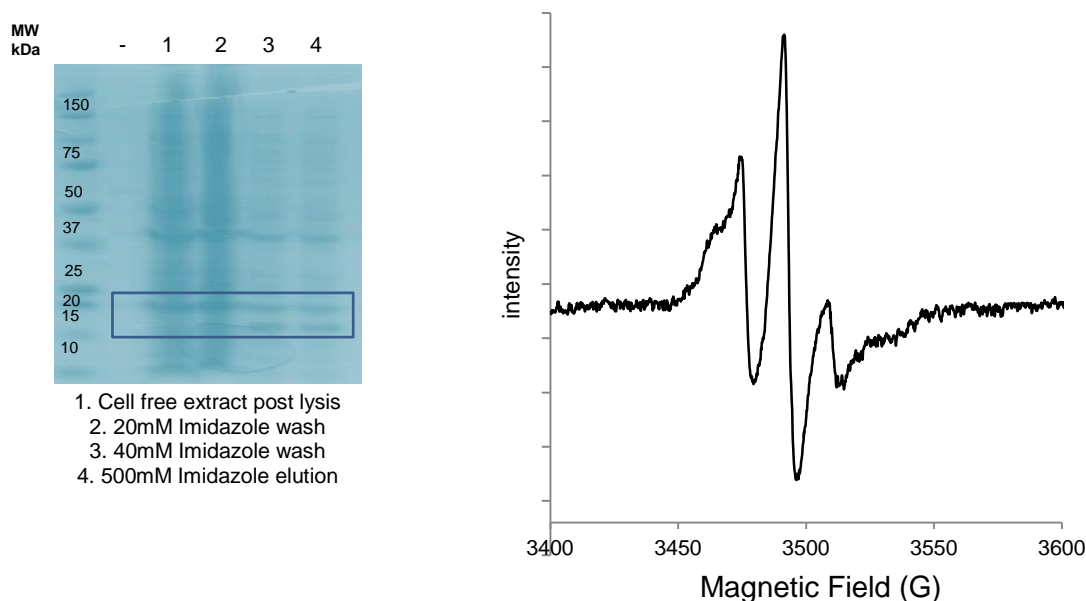 MW
kDa
- 1 2 3 4
150
75
50
37
25
20
15
10
1. Cell free extract post lysis
2. 20mM Imidazole wash
3. 40mM Imidazole wash
4. 500mM Imidazole elution
intensity
3400 3450 3500 3550 3600
Magnetic Field (G)